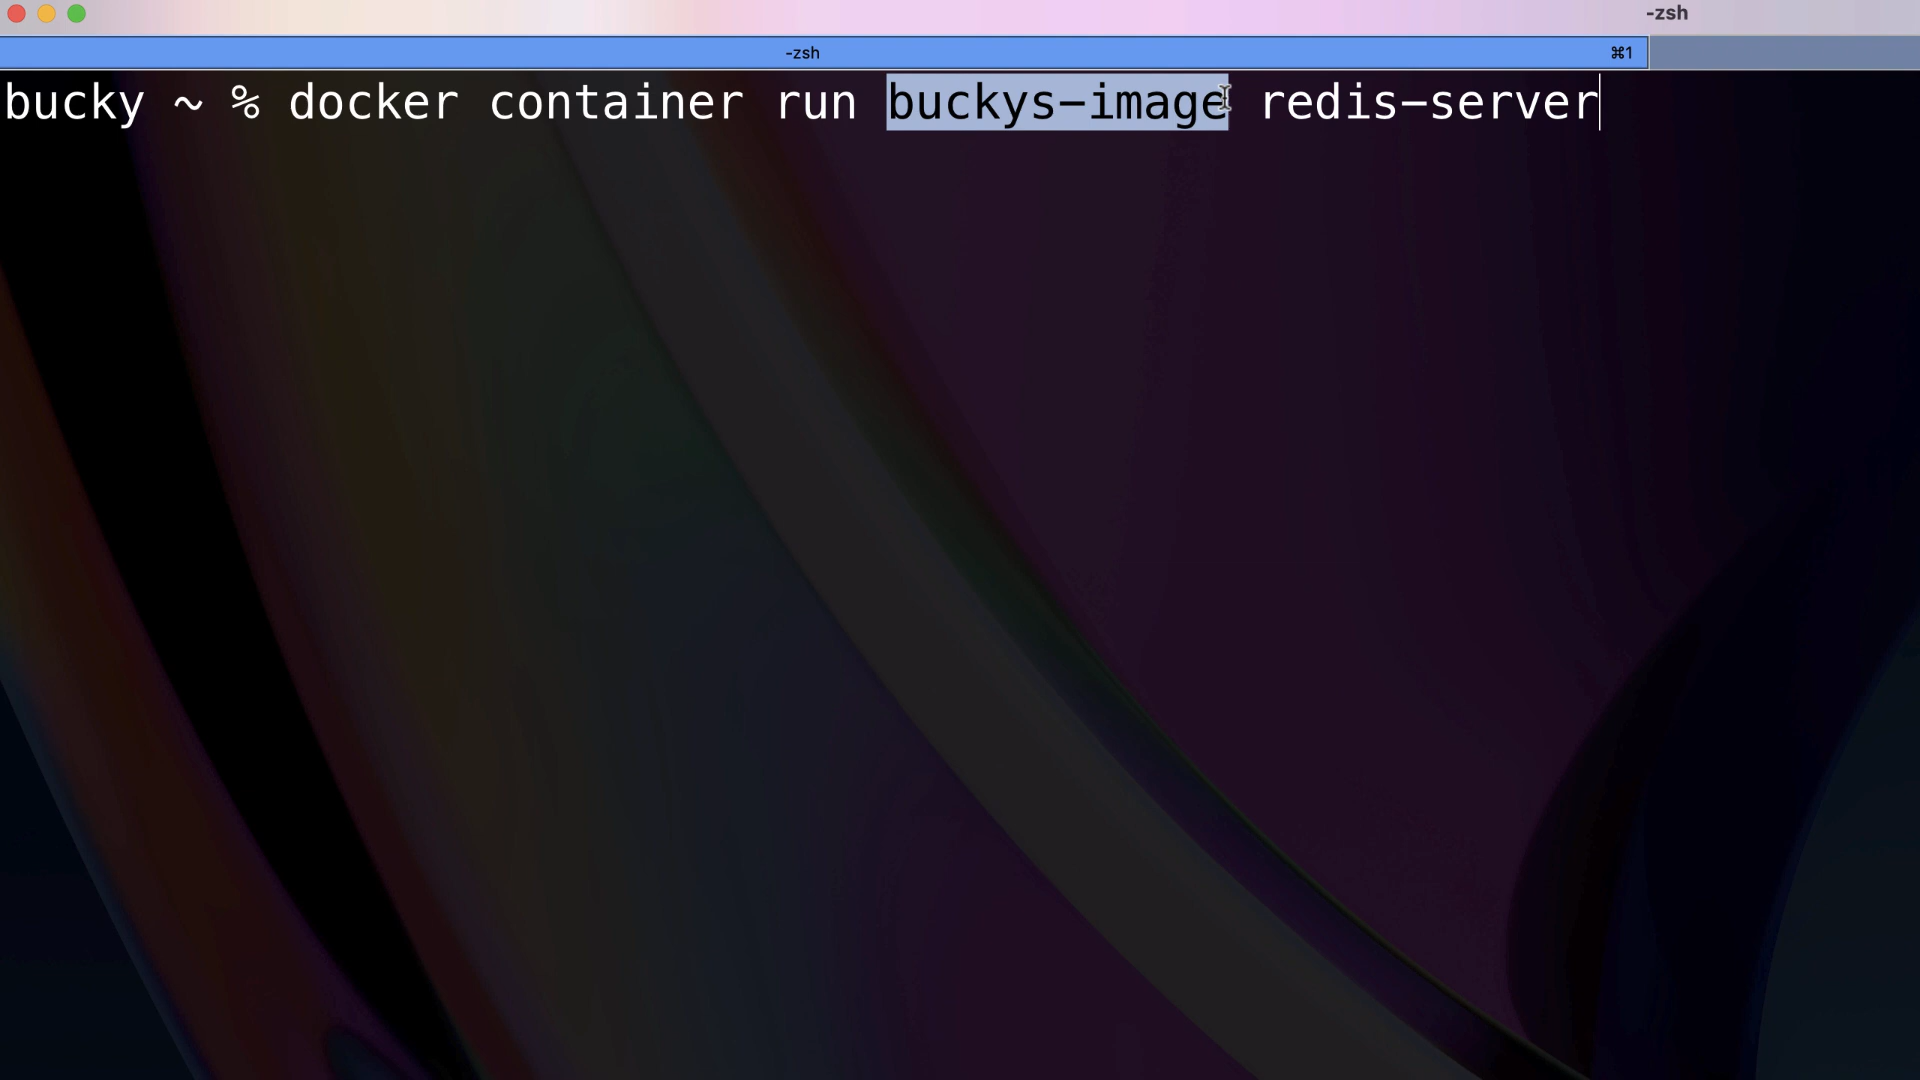 -zsh
-zsh ⌘1
bucky ~ % docker container run buckys-image redis-server